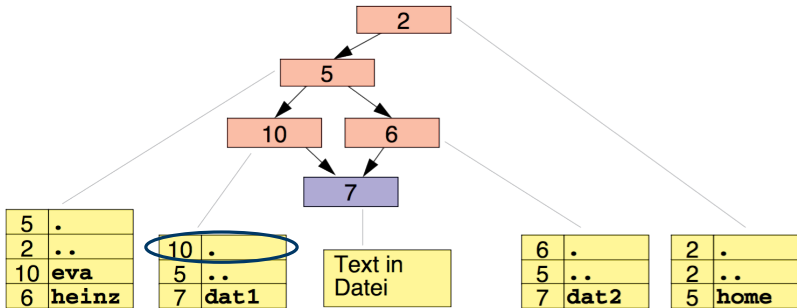 2
5
10
6
7
5 .
2 ..
10 eva
6 heinz
10 .
5 ..
7 dat1
Text in
Datei
6 .
5 ..
7 dat2
2 .
2 ..
5 home